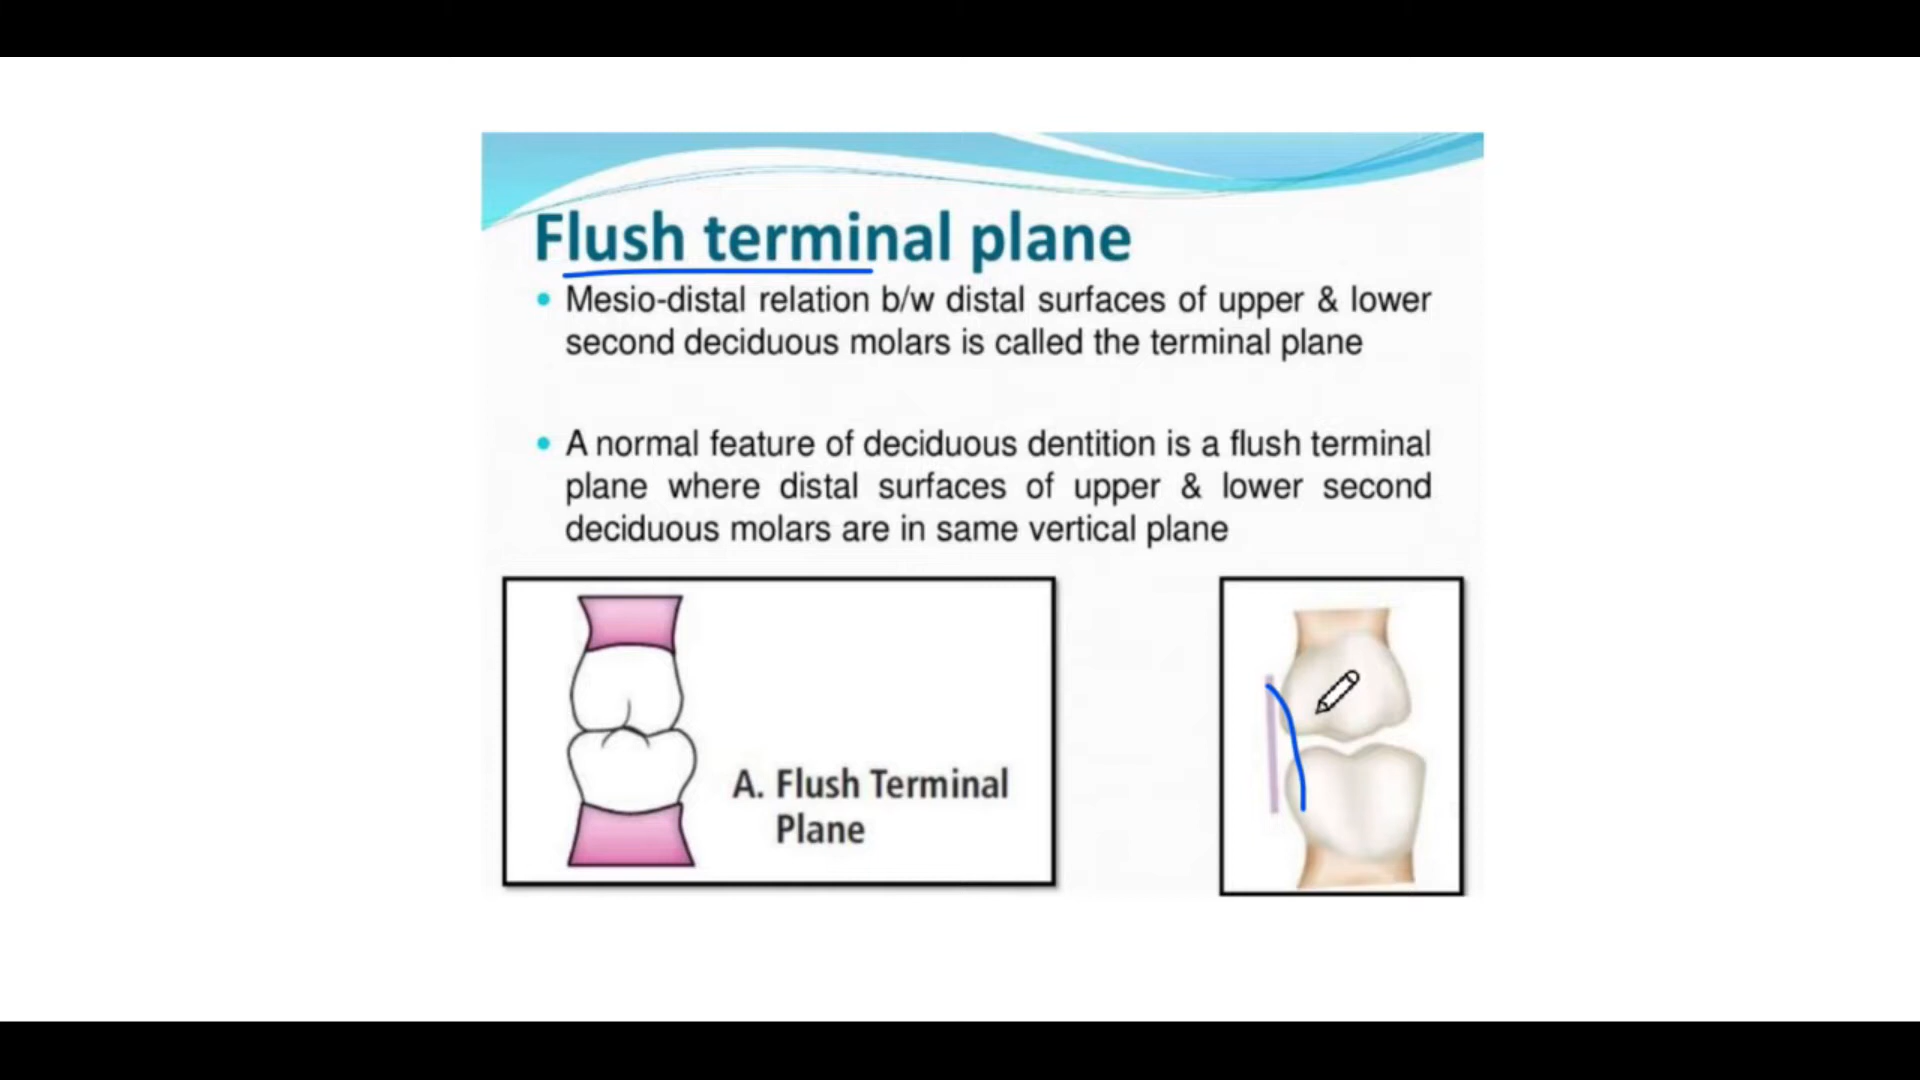 Flush terminal plane
• Mesio-distal relation b/w distal surfaces of upper & lower
second deciduous molars is called the terminal plane
• A normal feature of deciduous dentition is a flush terminal
plane where distal surfaces of upper & lower second
deciduous molars are in same vertical plane
A. Flush Terminal
Plane